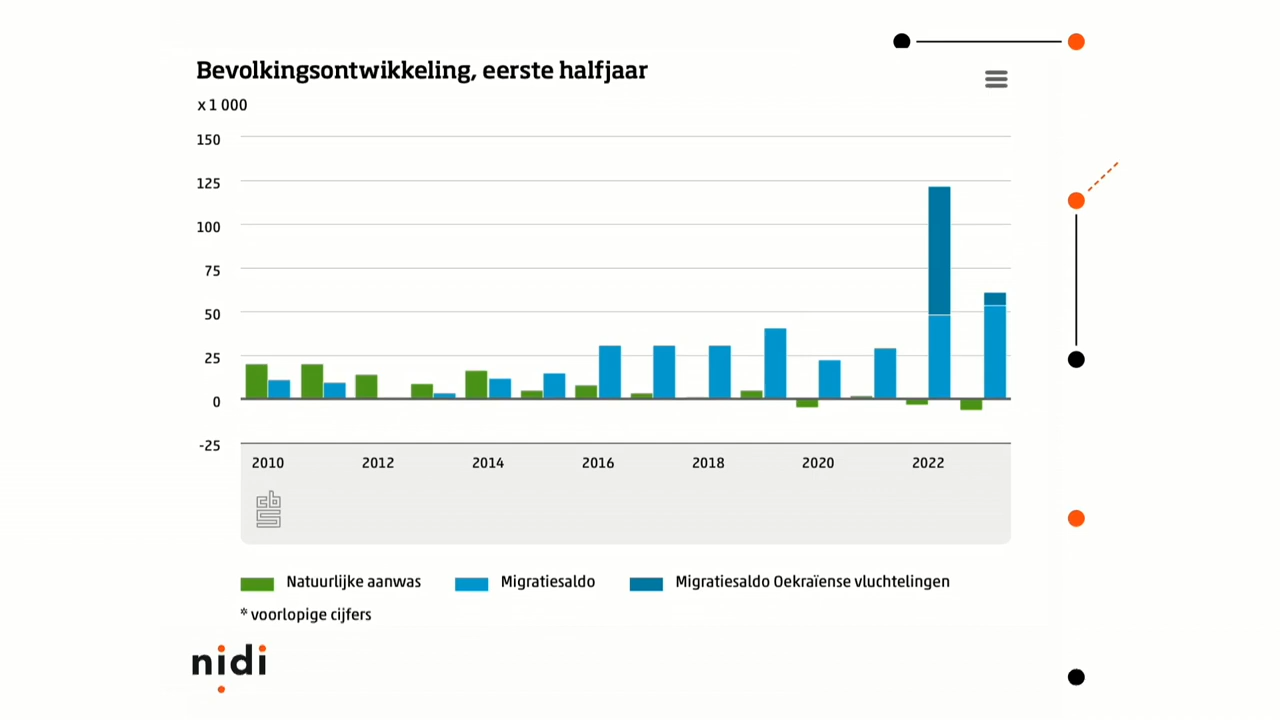 Bevolkingsontwikkeling, eerste halfjaar
x 1 000
150
125
100
75
50
25
0
-25
2010 2012 2014 2016 2018 2020 2022
cbs
Natuurlijke aanwas Migratiesaldo Migratiesaldo Oekraïense vluchtelingen
* voorlopige cijfers
nidi